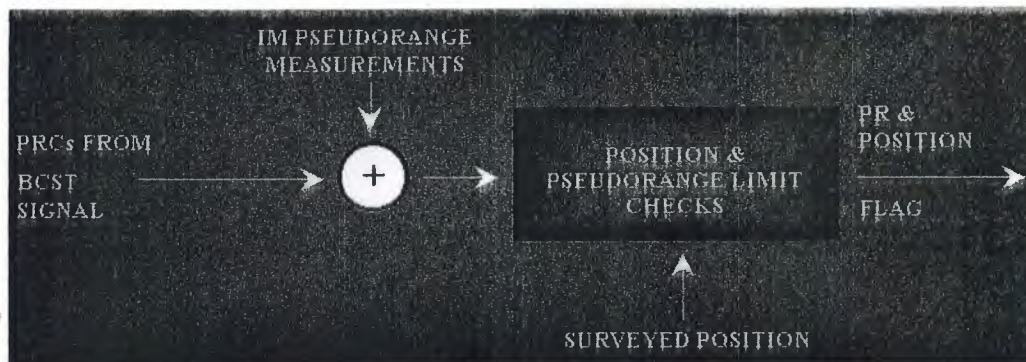 IM PSEUDORANGE
MEASUREMENTS
PRCs FROM
BCST
SIGNAL
+
POSITION &
PSEUDORANGE LIMIT
CHECKS
PR &
POSITION
FLAG
SURVEYED POSITION